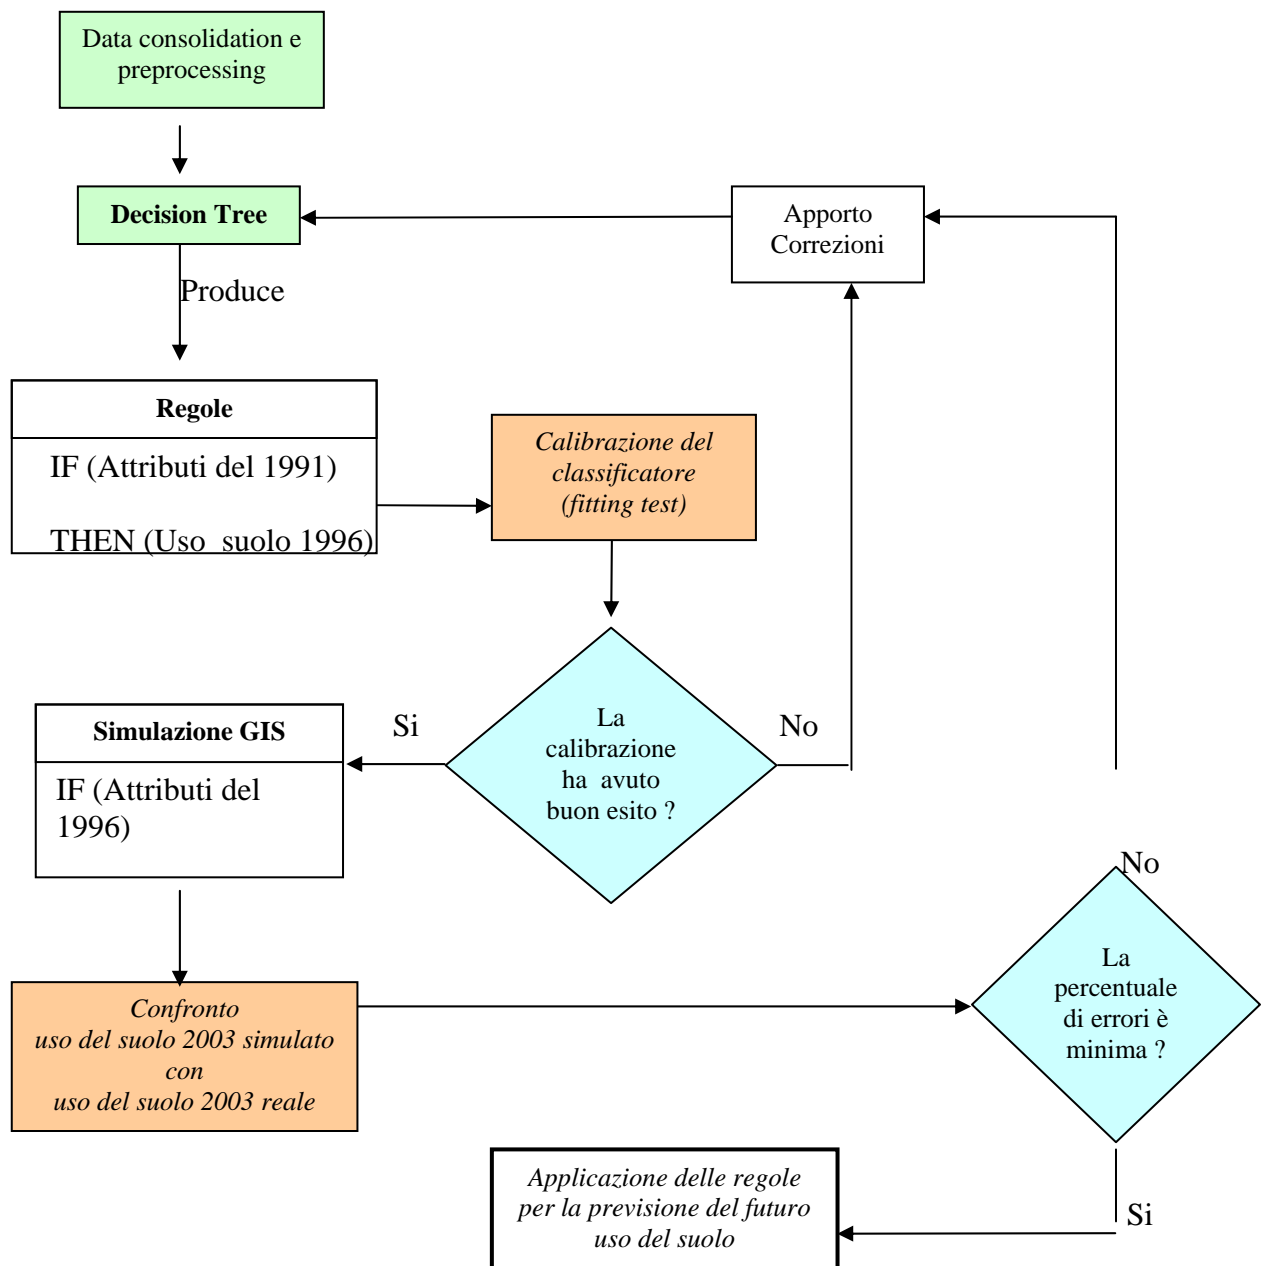 Data consolidation e
preprocessing
Decision Tree
Apporto
Correzioni
Produce
Regole
IF (Attributi del 1991)
THEN (Uso suolo 1996)
Calibrazione del
classificatore
(fitting test)
Si
La
calibrazione
ha avuto
buon esito ?
No
Simulazione GIS
IF (Attributi del
1996)
No
La
percentuale
di errori è
minima ?
Confronto
uso del suolo 2003 simulato
con
uso del suolo 2003 reale
Applicazione delle regole
per la previsione del futuro
uso del suolo
Si